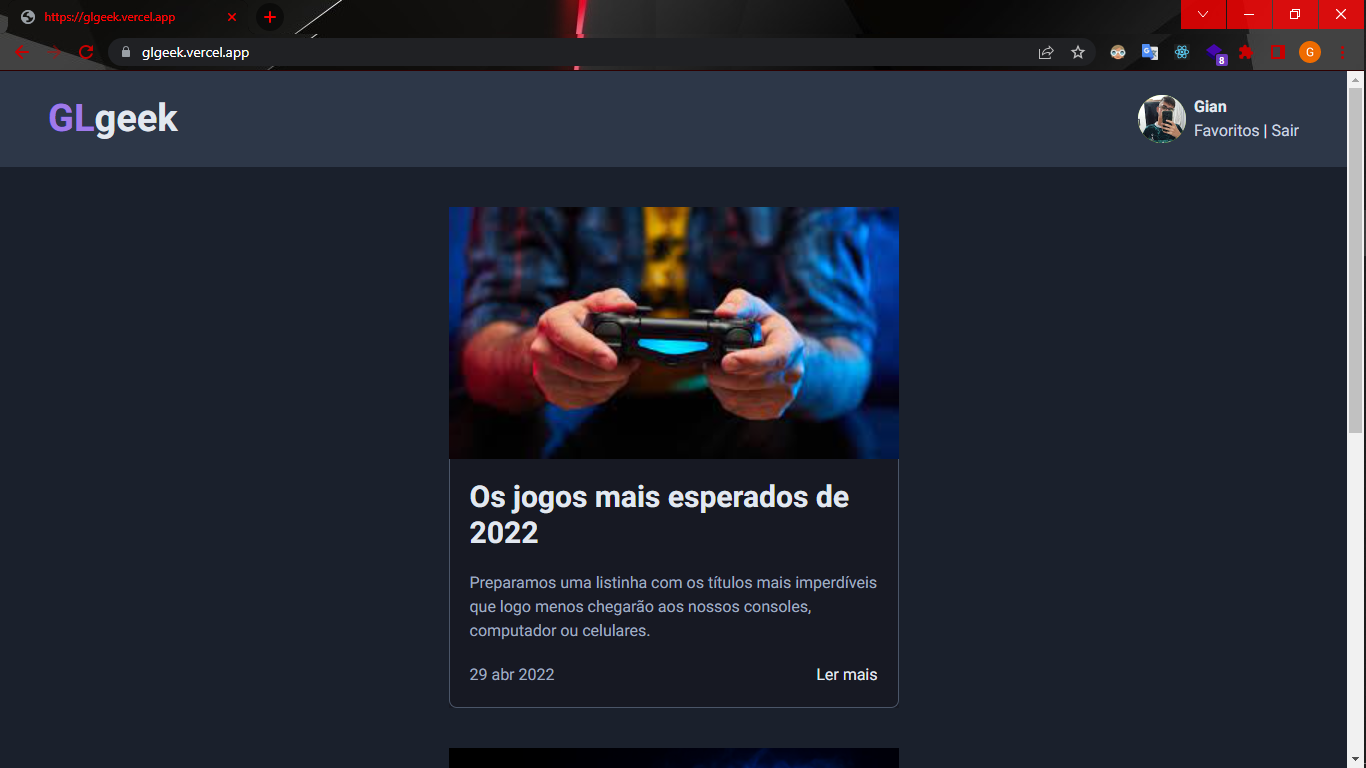 https://glgeek.vercel.app
glgeek.vercel.app
8
G
GLgeek
Gian
Favoritos | Sair
Os jogos mais esperados de
2022
Preparamos uma listinha com os títulos mais imperdíveis
que logo menos chegarão aos nossos consoles,
computador ou celulares.
29 abr 2022
Ler mais